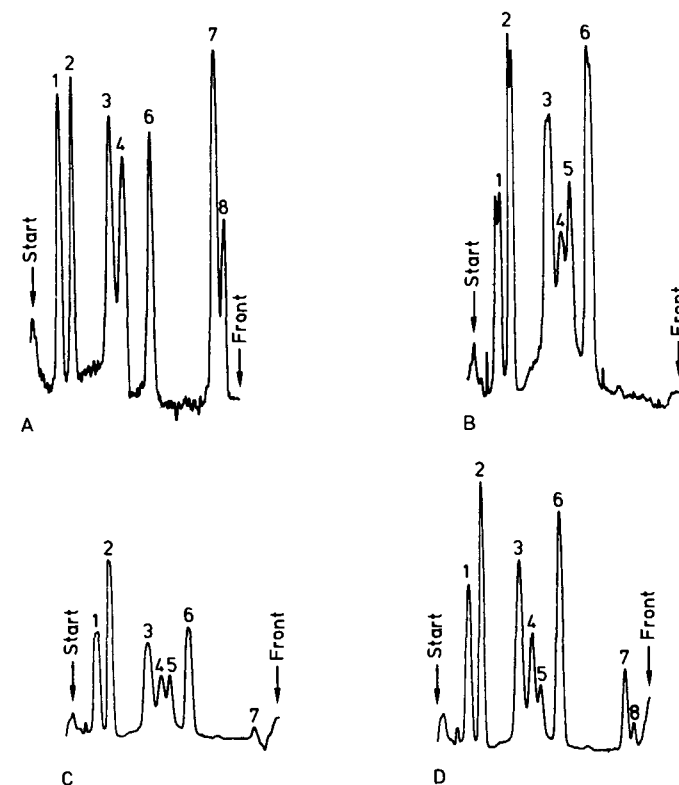 1 2 3 4 6 7 8
Start
Front
A
1 2 3 4 5 6
Start
Front
B
1 2 3 4 5 6 7
Start
Front
C
1 2 3 4 5 6 7 8
Start
Front
D